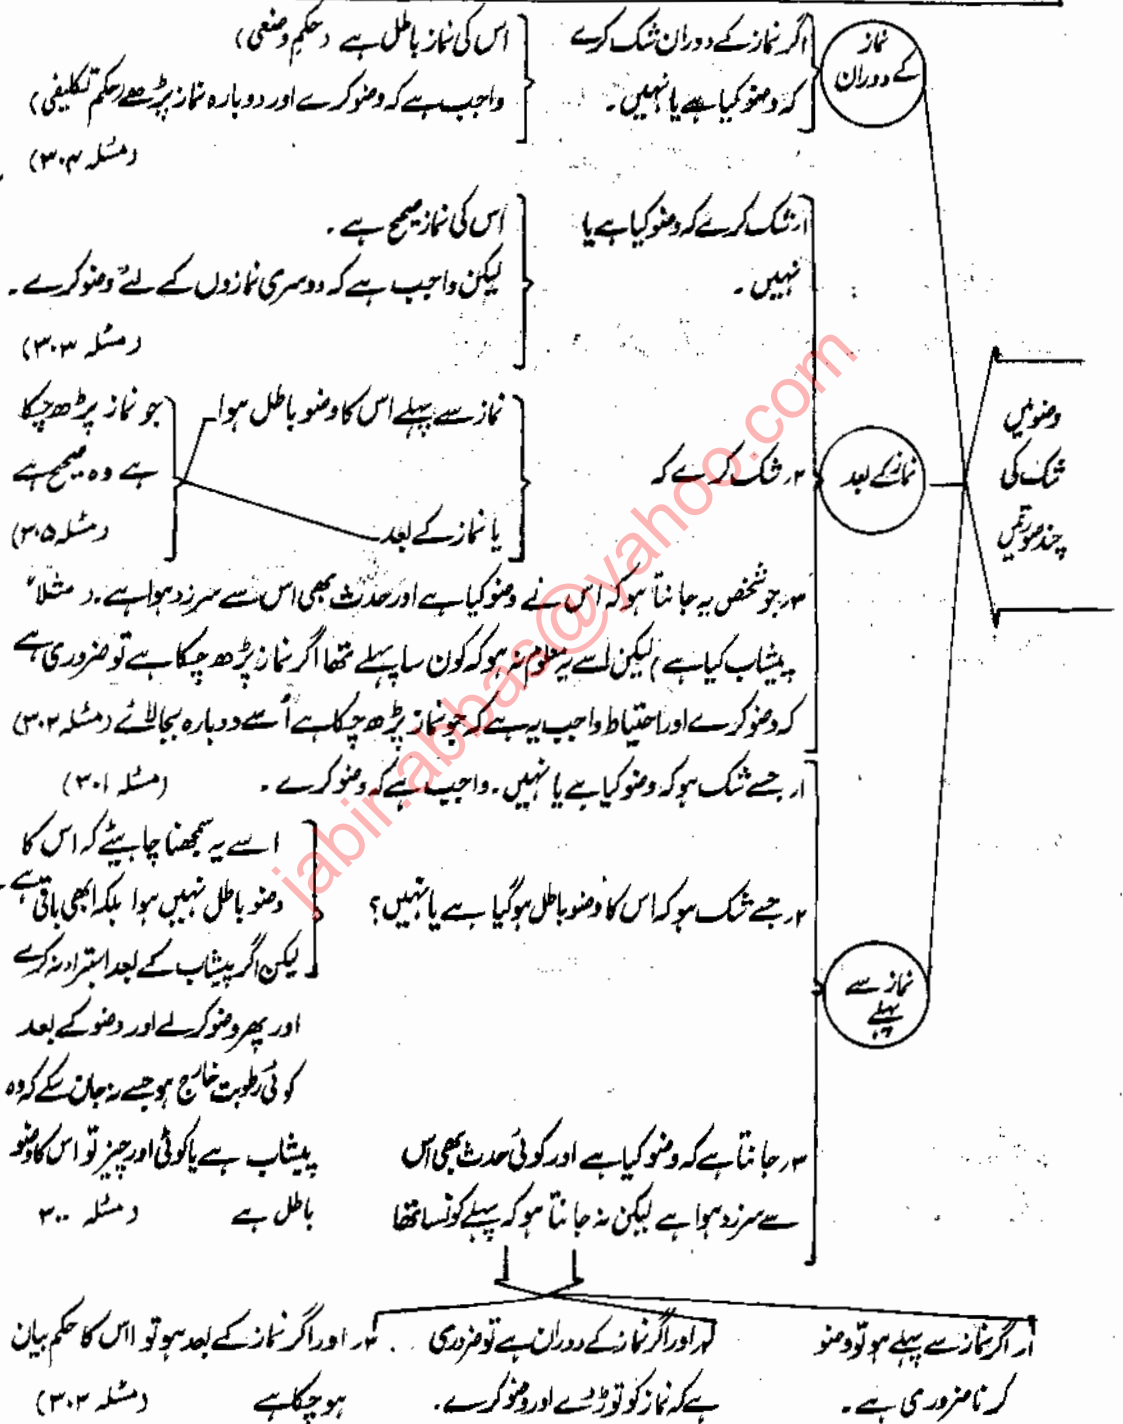 وضو میں
شک کی
چند صورتیں
نماز
کے دوران
اگر نماز کے دوران شک کرے
کہ وضو کیا ہے یا نہیں۔
اس کی نماز باطل ہے (حکم وضعی)
واجب ہے کہ وضو کرے اور دوبارہ نماز پڑھے (حکم تکلیفی)
(مسئلہ ۳۰۴)
نماز کے بعد
۱۔ شک کرے کہ وضو کیا ہے یا
نہیں۔
اس کی نماز صحیح ہے۔
لیکن واجب ہے کہ دوسری نمازوں کے لئے وضو کرے۔
(مسئلہ ۳۰۳)
۲۔ شک کرے کہ
نماز سے پہلے اس کا وضو باطل ہوا
یا نماز کے بعد
جو نماز پڑھ چکا
ہے وہ صحیح ہے
(مسئلہ ۳۰۵)
۳۔ جو شخص یہ جانتا ہو کہ اس نے وضو کیا ہے اور حدث بھی اس سے سرزد ہوا ہے۔ (مثلاً
پیشاب کیا ہے) لیکن اسے یہ معلوم نہ ہو کہ کون سا پہلے تھا اگر نماز پڑھ چکا ہے تو ضروری ہے
کہ وضو کرے اور احتیاط واجب یہ ہے کہ جو نماز پڑھ چکا ہے اُسے دوبارہ بجا لائے (مسئلہ ۳۰۲)
نماز سے
پہلے
۱۔ جسے شک ہو کہ وضو کیا ہے یا نہیں۔ واجب ہے کہ وضو کرے۔ (مسئلہ ۳۰۱)
۲۔ جسے شک ہو کہ اس کا وضو باطل ہو گیا ہے یا نہیں؟
اسے یہ سمجھنا چاہیئے کہ اس کا
وضو باطل نہیں ہوا بلکہ ابھی باقی ہے۔
لیکن اگر پیشاب کے بعد استبراء نہ کرے
اور پھر وضو کرلے اور وضو کے بعد
کوئی رطوبت خارج ہو جسے نہ جان سکے کہ وہ
پیشاب ہے یا کوئی اور چیز تو اس کا وضو
باطل ہے (مسئلہ ۳۰۰
۳۔ جانتا ہے کہ وضو کیا ہے اور کوئی حدث بھی اس
سے سرزد ہوا ہے لیکن نہ جانتا ہو کہ پہلے کونسا تھا
۱۔ اگر نماز سے پہلے ہو تو وضو
کرنا ضروری ہے۔
۲۔ اور اگر نماز کے دوران ہے تو ضروری
ہے کہ نماز کو توڑ دے اور وضو کرے۔
۳۔ اور اگر نماز کے بعد ہو تو اس کا حکم بیان
ہو چکا ہے (مسئلہ ۳۰۲)
jabir.abbas@yahoo.com